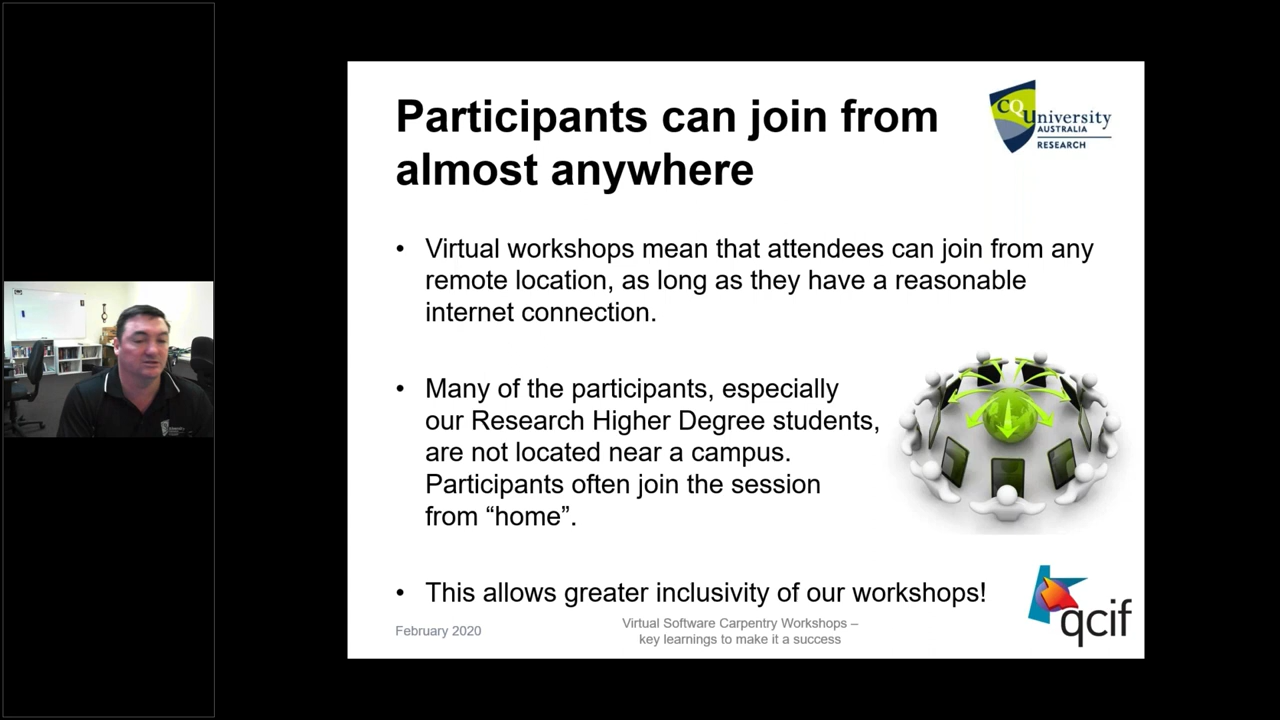 Participants can join from
almost anywhere
CQUniversity
AUSTRALIA
RESEARCH
• Virtual workshops mean that attendees can join from any
remote location, as long as they have a reasonable
internet connection.
• Many of the participants, especially
our Research Higher Degree students,
are not located near a campus.
Participants often join the session
from “home”.
• This allows greater inclusivity of our workshops!
February 2020
Virtual Software Carpentry Workshops –
key learnings to make it a success
qcif